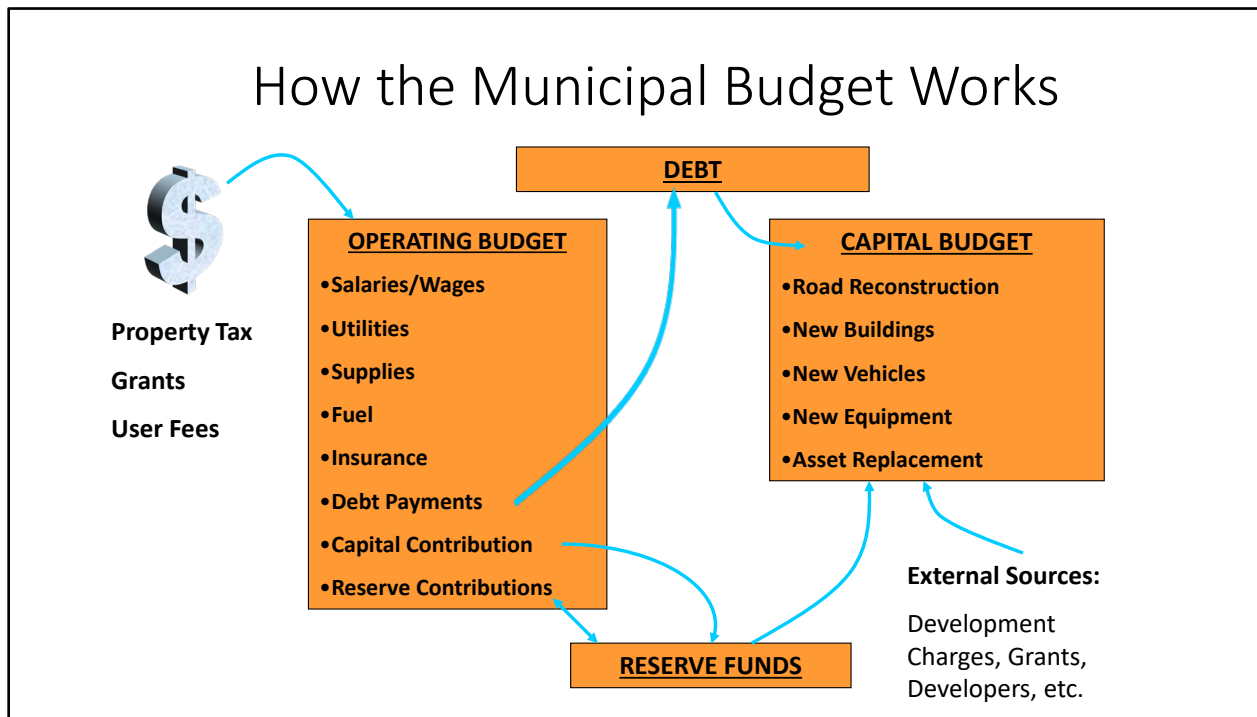 How the Municipal Budget Works
$
Property Tax
Grants
User Fees
DEBT
OPERATING BUDGET
•Salaries/Wages
•Utilities
•Supplies
•Fuel
•Insurance
•Debt Payments
•Capital Contribution
•Reserve Contributions
CAPITAL BUDGET
•Road Reconstruction
•New Buildings
•New Vehicles
•New Equipment
•Asset Replacement
RESERVE FUNDS
External Sources:
Development
Charges, Grants,
Developers, etc.